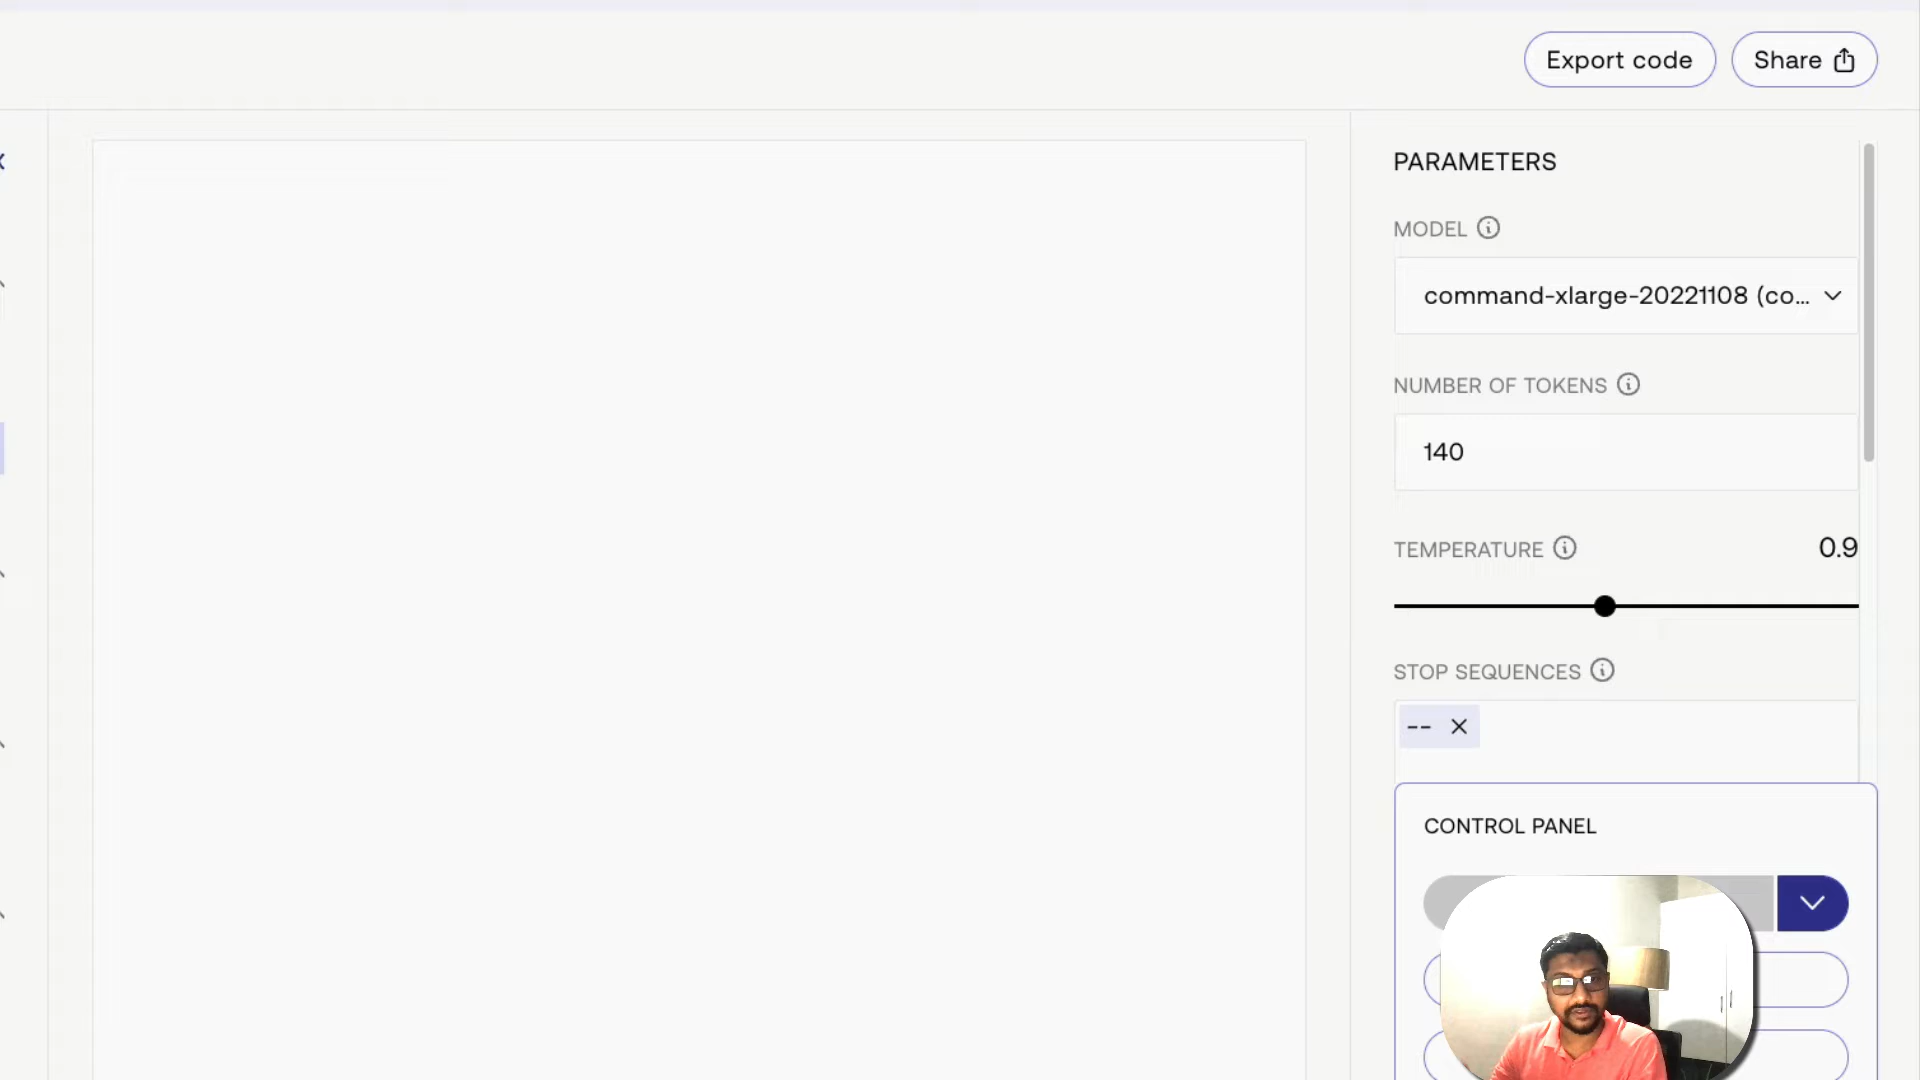 Export code
Share
PARAMETERS
MODEL
command-xlarge-20221108 (co...
NUMBER OF TOKENS
140
TEMPERATURE
0.9
STOP SEQUENCES
--
CONTROL PANEL